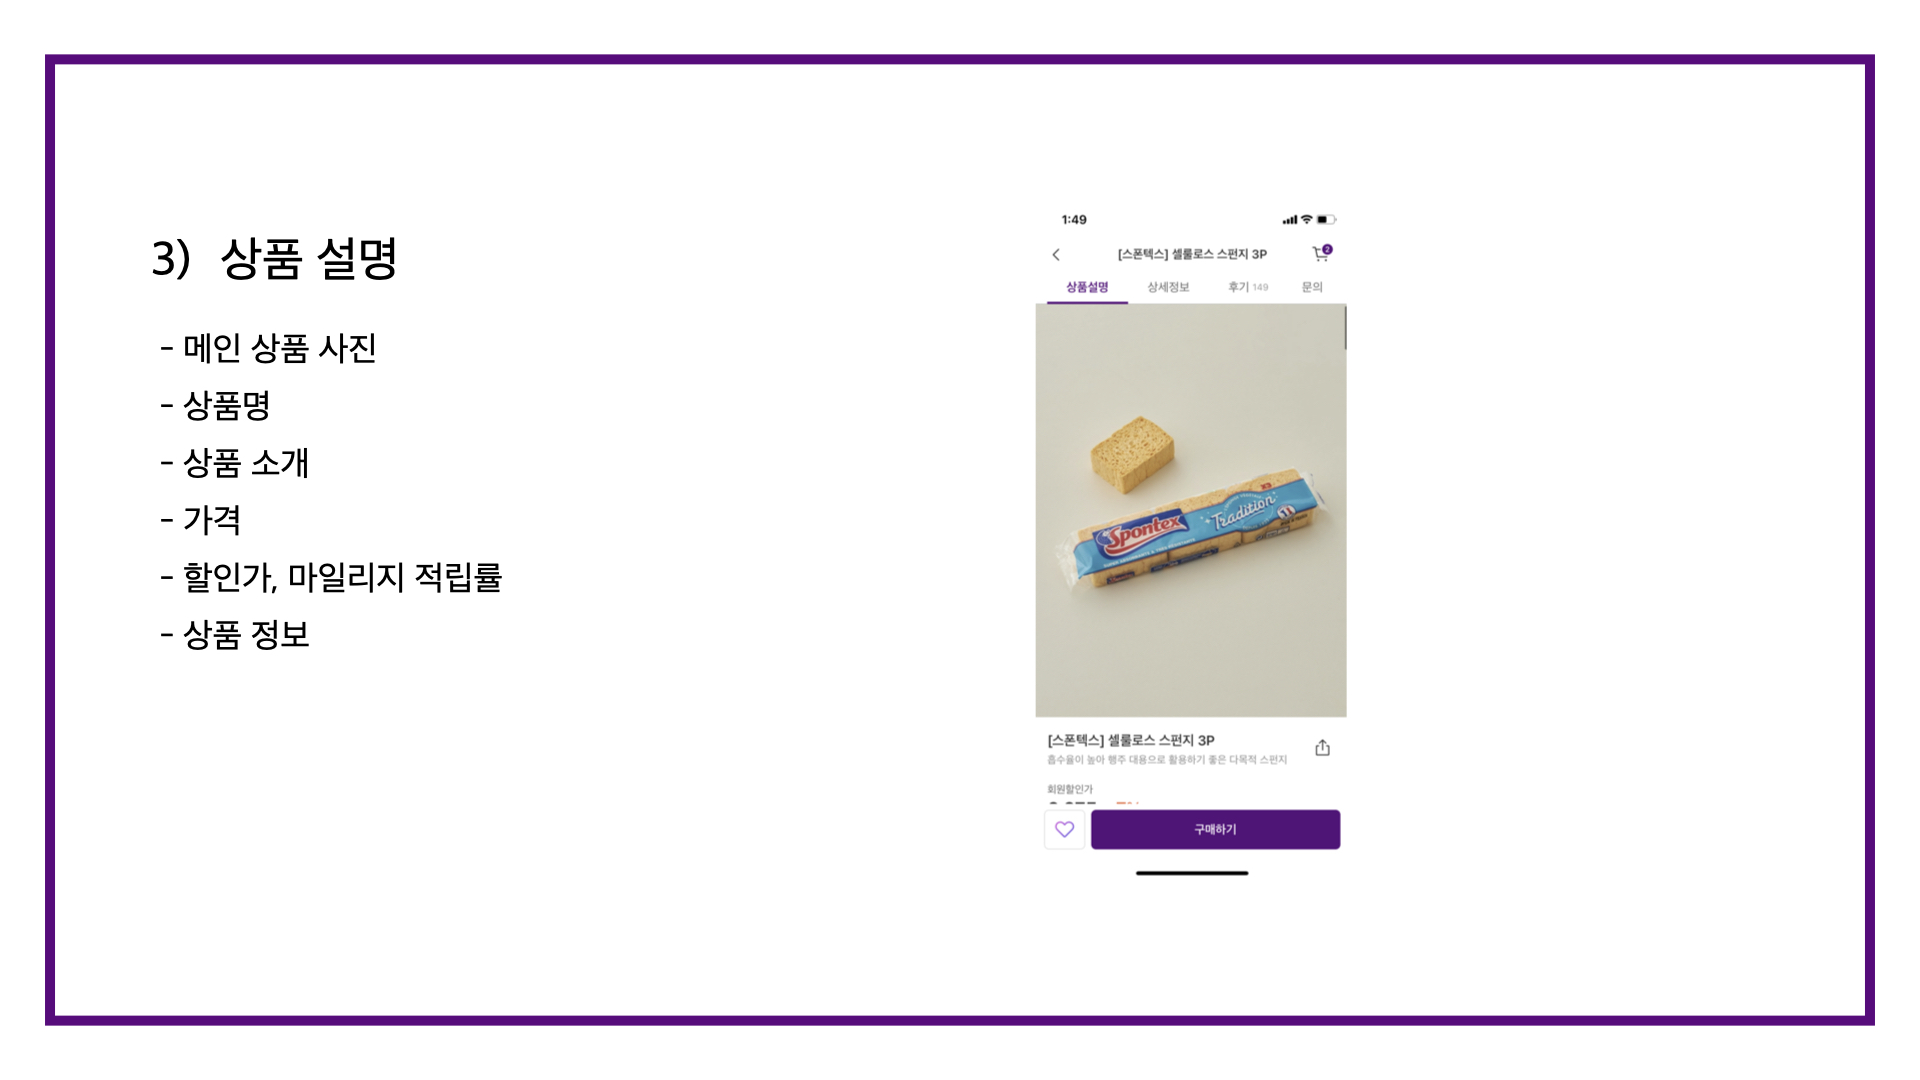 3) 상품 설명
- 메인 상품 사진
- 상품명
- 상품 소개
- 가격
- 할인가, 마일리지 적립률
- 상품 정보
1:49
[스폰텍스] 셀룰로스 스펀지 3P
2
상품설명 상세정보 후기 149 문의
Spontex
Tradition
[스폰텍스] 셀룰로스 스펀지 3P
흡수율이 높아 행주 대용으로 활용하기 좋은 다목적 스펀지
회원할인가
구매하기